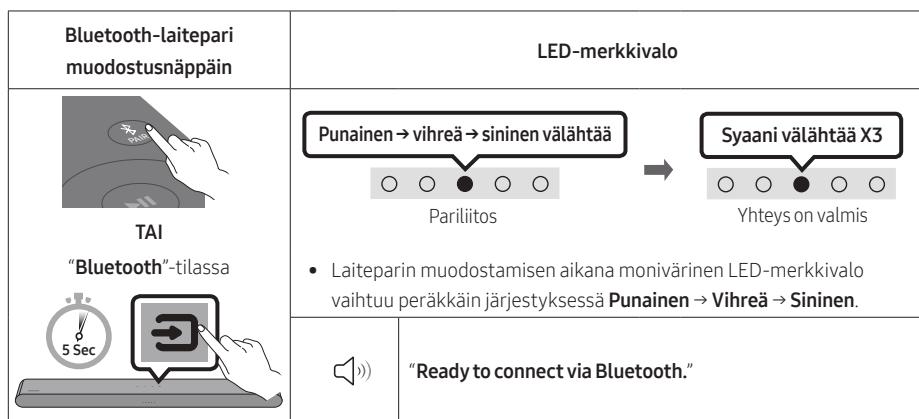 Bluetooth-laitepari
muodostusnäppäin
LED-merkkivalo
PAIR
TAI
"Bluetooth"-tilassa
5 Sec
Punainen → vihreä → sininen välähtää
Pariliitos
Syaani välähtää X3
Yhteys on valmis
• Laiteparin muodostamisen aikana monivärinen LED-merkkivalo
vaihtuu peräkkäin järjestyksessä Punainen → Vihreä → Sininen.
"Ready to connect via Bluetooth."